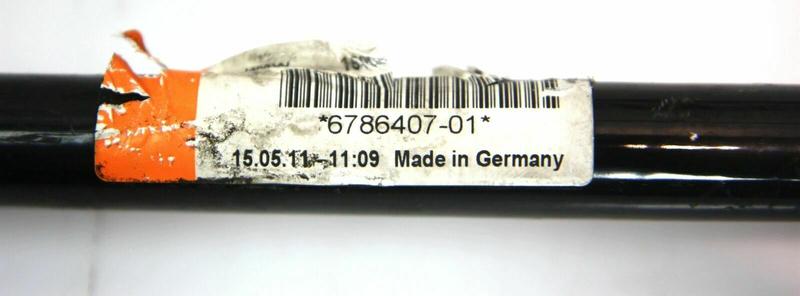 *6786407-01*
15.05.11 - 11:09 Made in Germany